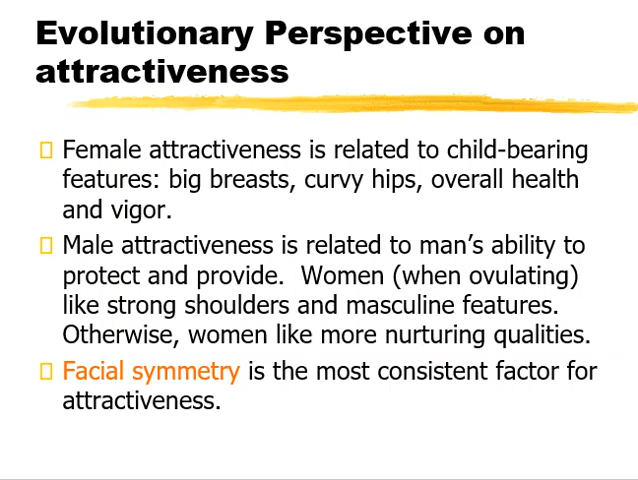 Evolutionary Perspective on
attractiveness
Female attractiveness is related to child-bearing
features: big breasts, curvy hips, overall health
and vigor.
Male attractiveness is related to man's ability to
protect and provide.  Women (when ovulating)
like strong shoulders and masculine features.
Otherwise, women like more nurturing qualities.
Facial symmetry is the most consistent factor for
attractiveness.